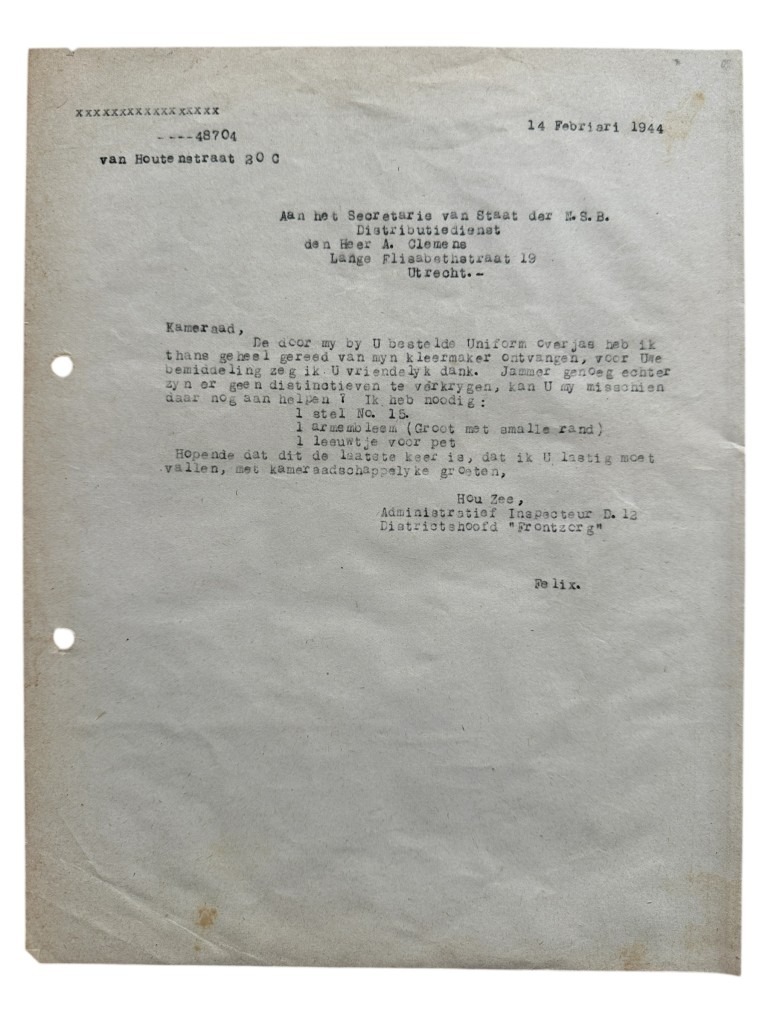 xxxxxxxxxxxxxxxxx
14 Februari 1944
----48704
van Houtenstraat 30 C
Aan het Secretarie van Staat der N.S.B.
Distributiedienst
den Heer A. Clemens
Lange Elisabethstraat 19
Utrecht.-
Kameraad,
De door my by U bestelde Uniform overjas heb ik
thans geheel gereed van myn kleermaker ontvangen, voor Uwe
bemiddeling zeg ik U vriendelyk dank. Jammer genoeg echter
zyn er geen distinctieven te verkrygen, kan U my misschien
daar nog aan helpen ? Ik heb noodig :
1 stel No. 15.
1 armembleem (Groot met smalle rand)
1 leeuwtje voor pet
Hopende dat dit de laatste keer is, dat ik U lastig moet
vallen, met kameraadschappelyke groeten,
Hou Zee,
Administratief Inspecteur D. 12
Districtshoofd "Frontzorg"
Felix.